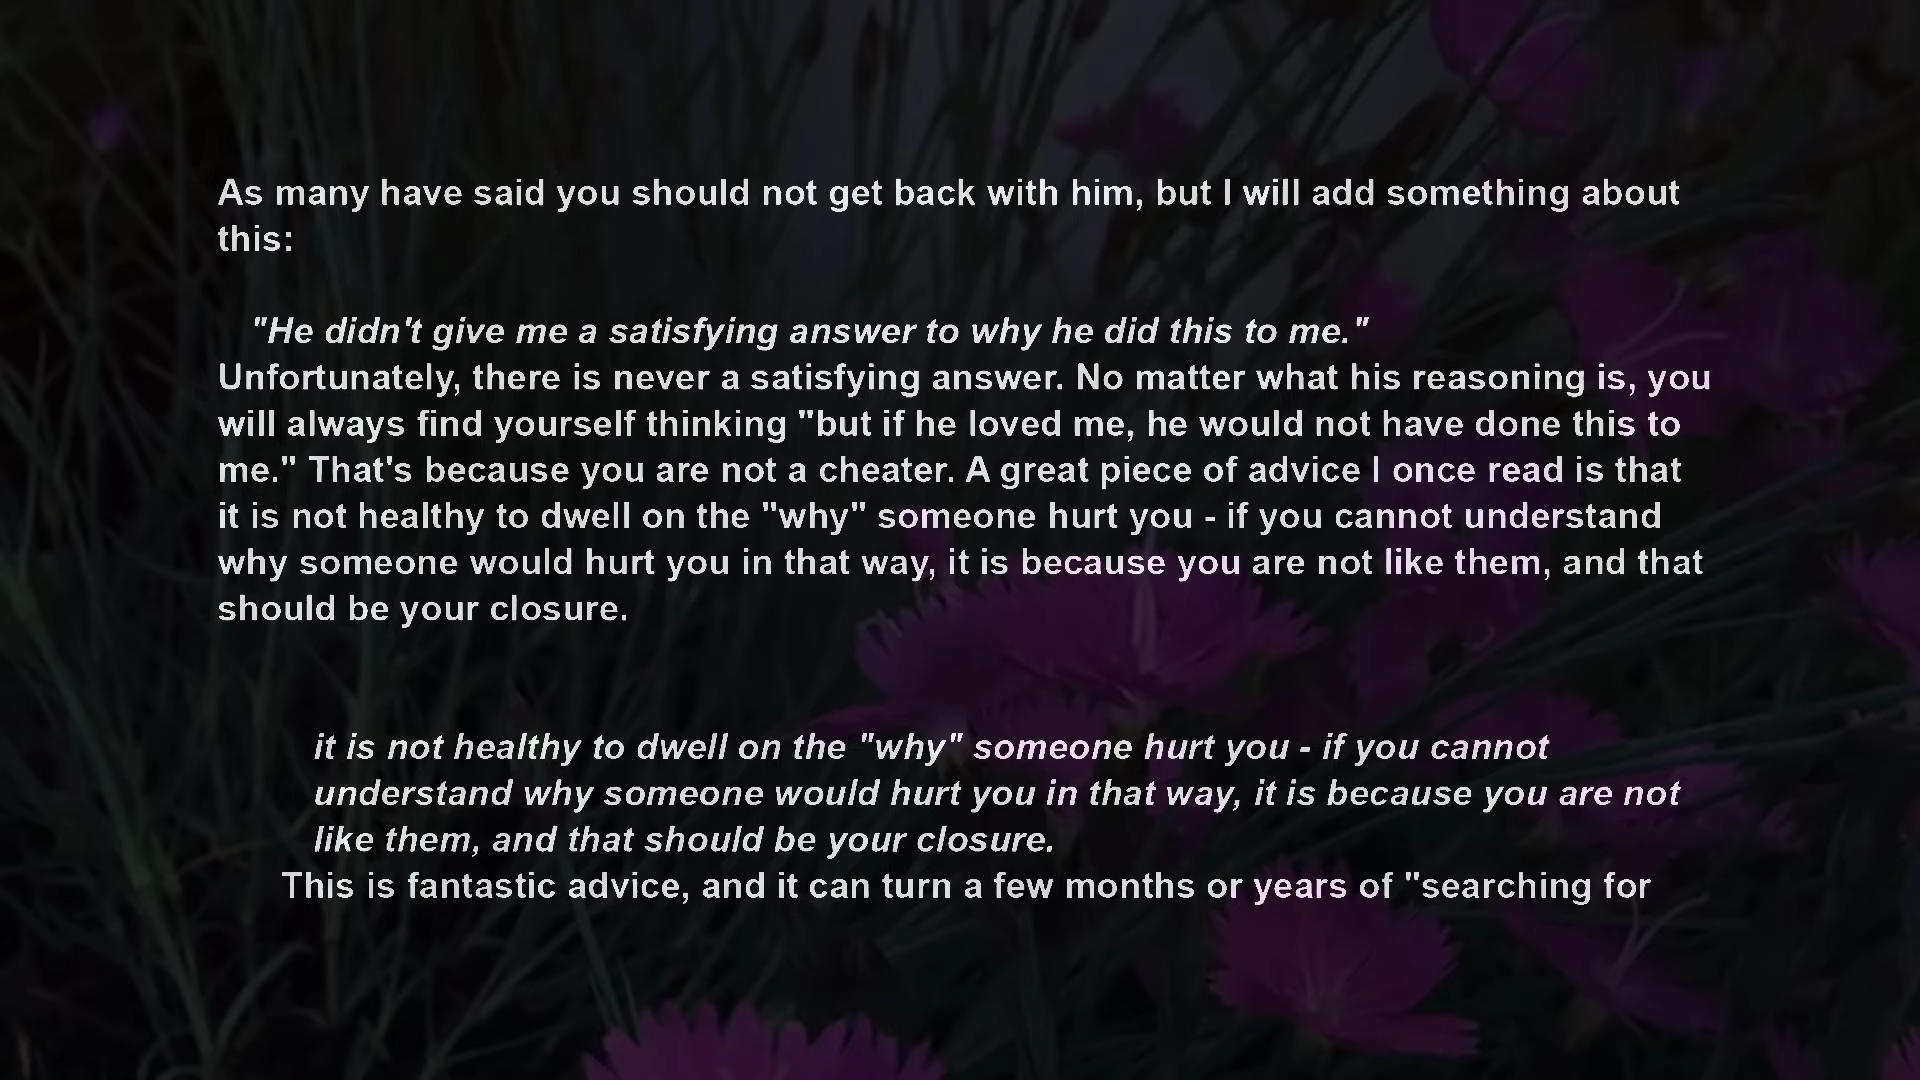 As many have said you should not get back with him, but I will add something about
this:
"He didn't give me a satisfying answer to why he did this to me."
Unfortunately, there is never a satisfying answer. No matter what his reasoning is, you
will always find yourself thinking "but if he loved me, he would not have done this to
me." That's because you are not a cheater. A great piece of advice I once read is that
it is not healthy to dwell on the "why" someone hurt you - if you cannot understand
why someone would hurt you in that way, it is because you are not like them, and that
should be your closure.
it is not healthy to dwell on the "why" someone hurt you - if you cannot
understand why someone would hurt you in that way, it is because you are not
like them, and that should be your closure.
This is fantastic advice, and it can turn a few months or years of "searching for